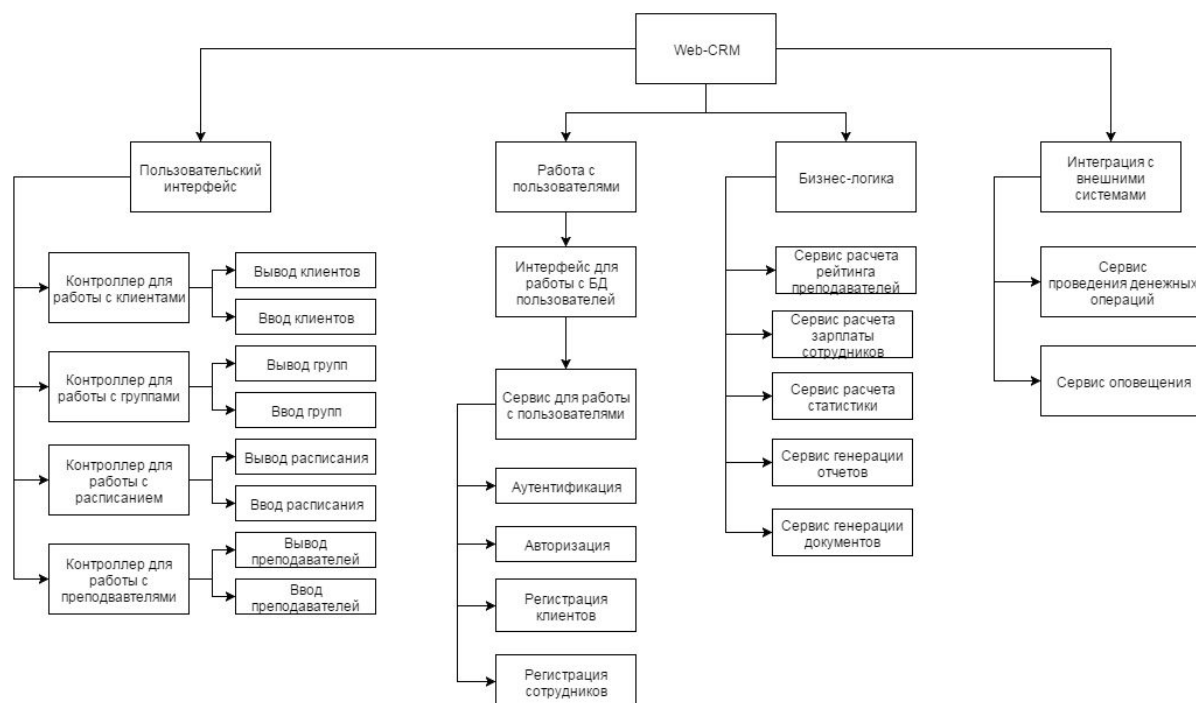 Web-CRM
Пользовательский
интерфейс
Работа с
пользователями
Бизнес-логика
Интеграция с
внешними
системами
Контроллер для
работы с клиентами
Вывод клиентов
Ввод клиентов
Контроллер для
работы с группами
Вывод групп
Ввод групп
Контроллер для
работы с
расписанием
Вывод расписания
Ввод расписания
Контроллер для
работы с
преподвавтелями
Вывод
преподавателей
Ввод
преподавателей
Интерфейс для
работы с БД
пользователей
Сервис для работы
с пользователями
Аутентификация
Авторизация
Регистрация
клиентов
Регистрация
сотрудников
Сервис расчета
рейтинга
преподавателей
Сервис расчета
зарплаты
сотрудников
Сервис расчета
статистики
Сервис генерации
отчетов
Сервис генерации
документов
Сервис
проведения денежных
операций
Сервис оповещения